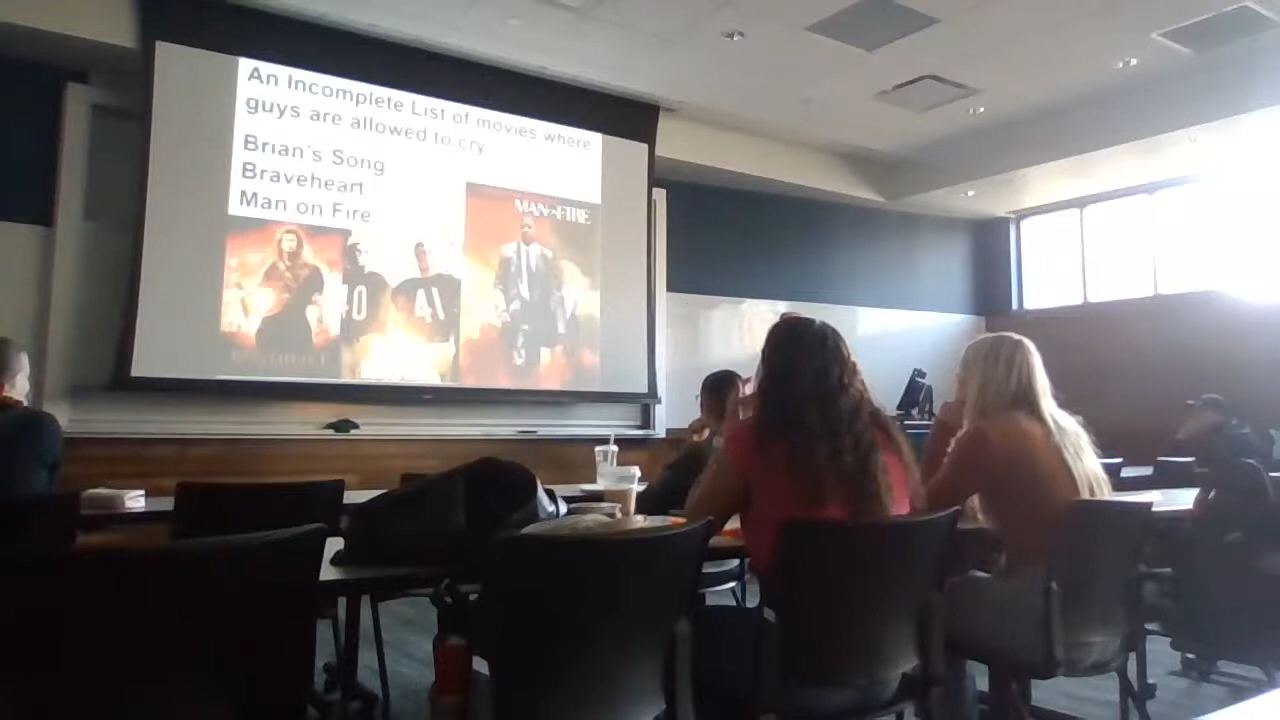 An Incomplete List of movies where
guys are allowed to cry
Brian's Song
Braveheart
Man on Fire
MAN ON FIRE
40
41